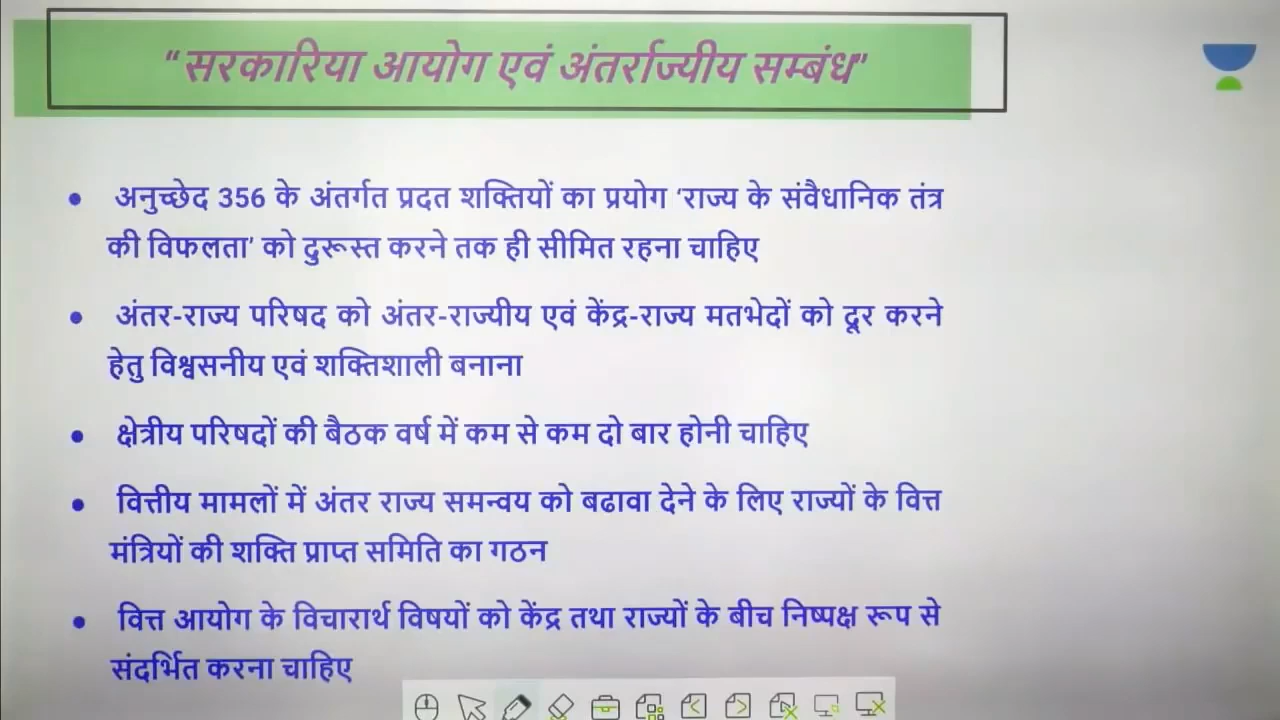 “सरकारिया आयोग एवं अंतर्राज्यीय सम्बंध”
• अनुच्छेद 356 के अंतर्गत प्रदत शक्तियों का प्रयोग ‘राज्य के संवैधानिक तंत्र
की विफलता’ को दुरूस्त करने तक ही सीमित रहना चाहिए
• अंतर-राज्य परिषद को अंतर-राज्यीय एवं केंद्र-राज्य मतभेदों को दूर करने
हेतु विश्वसनीय एवं शक्तिशाली बनाना
• क्षेत्रीय परिषदों की बैठक वर्ष में कम से कम दो बार होनी चाहिए
• वित्तीय मामलों में अंतर राज्य समन्वय को बढावा देने के लिए राज्यों के वित्त
मंत्रियों की शक्ति प्राप्त समिति का गठन
• वित्त आयोग के विचारार्थ विषयों को केंद्र तथा राज्यों के बीच निष्पक्ष रूप से
संदर्भित करना चाहिए